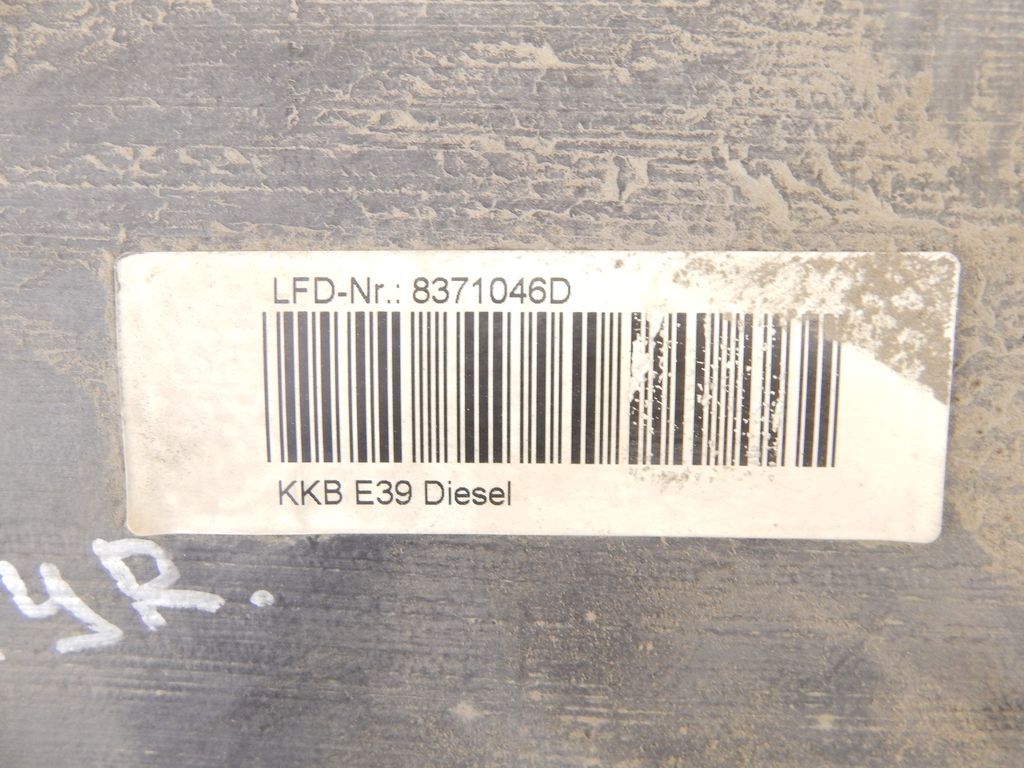 LFD-Nr.: 8371046D
KKB E39 Diesel